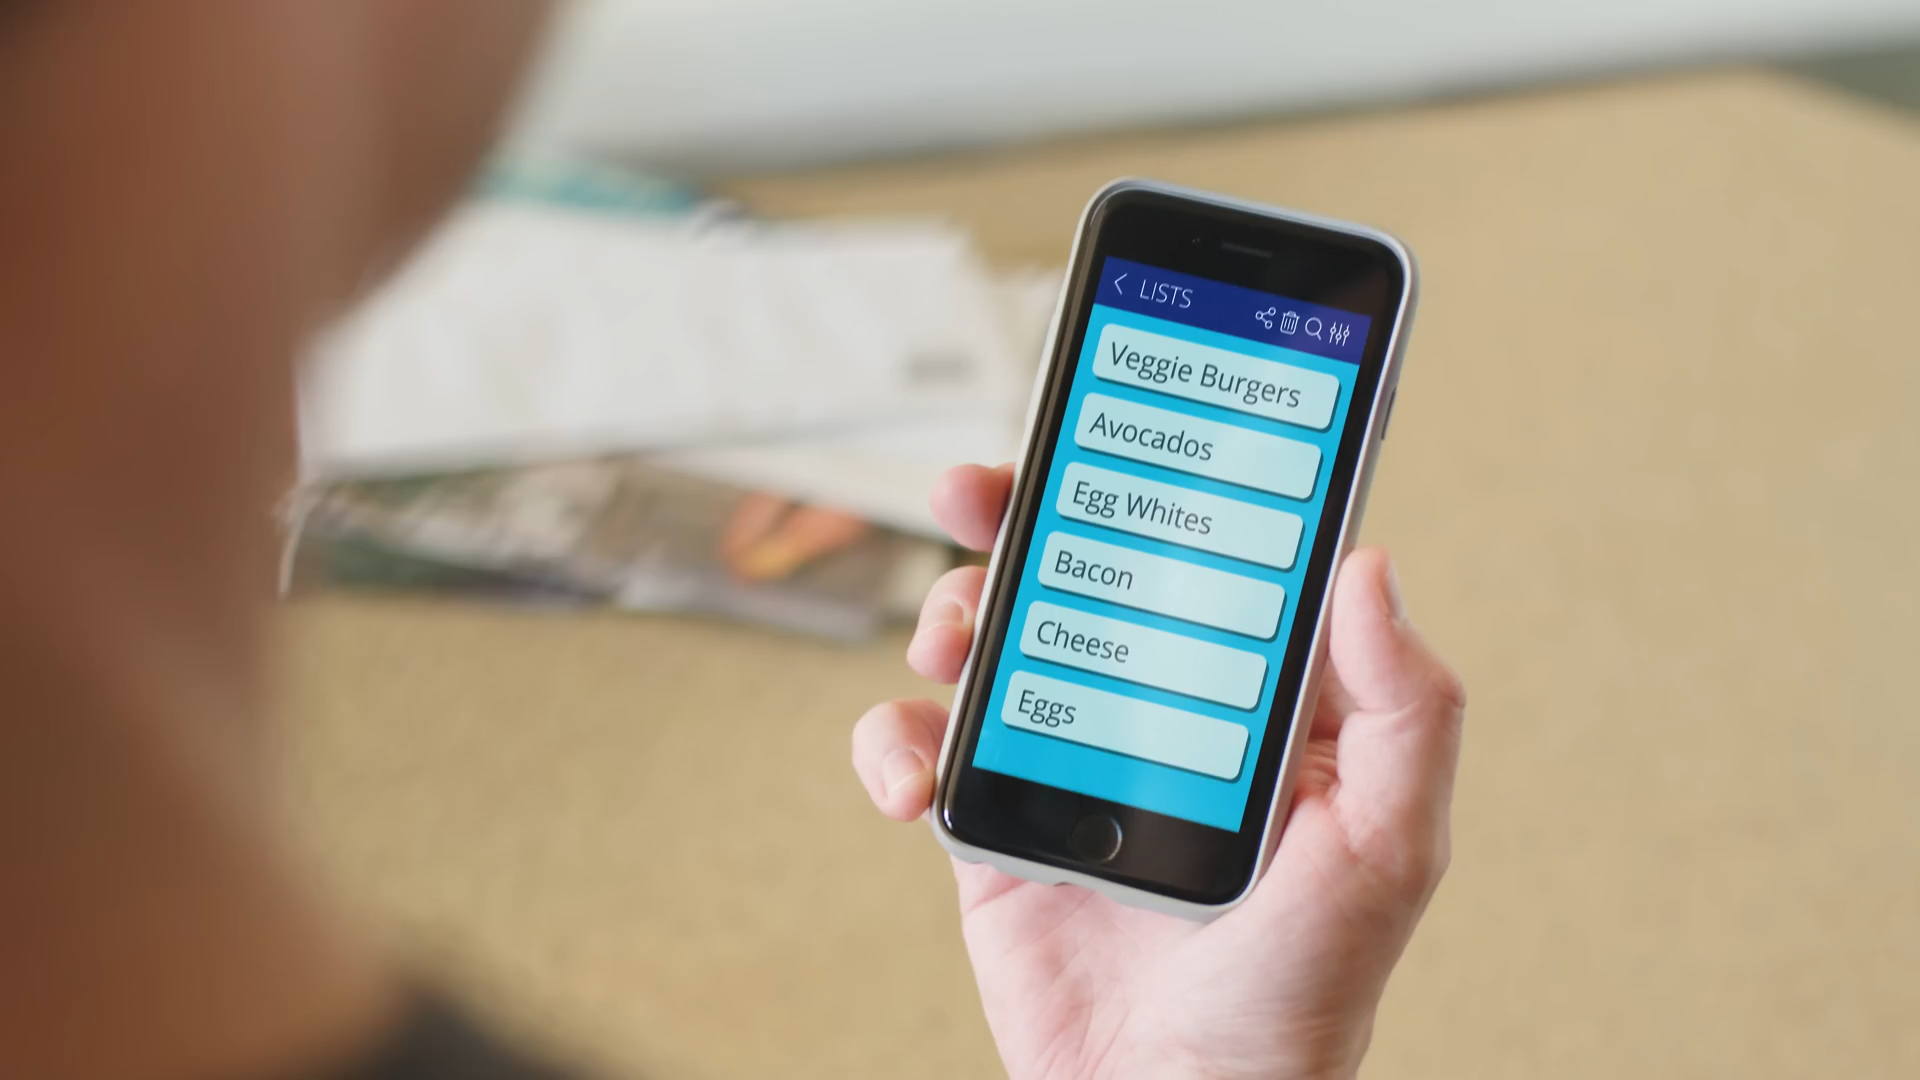 LISTS
Veggie Burgers
Avocados
Egg Whites
Bacon
Cheese
Eggs